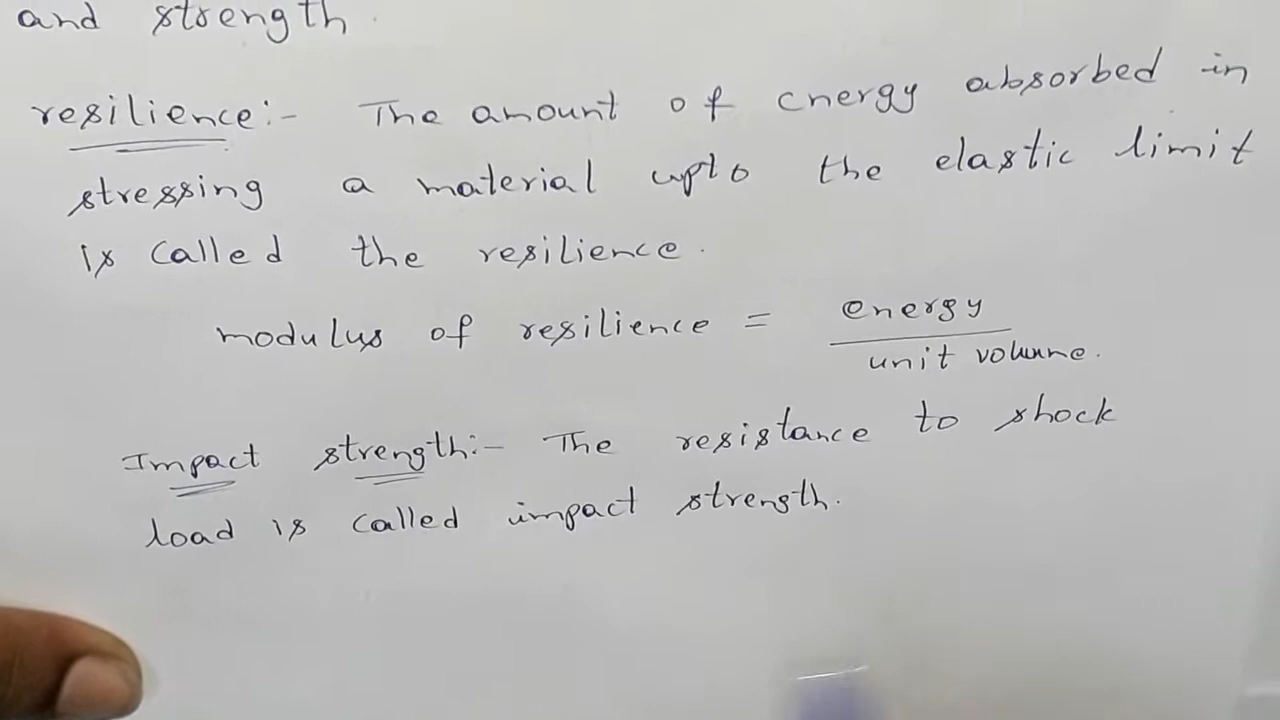 and strength
resilience:- The amount of energy absorbed in
stressing a material upto the elastic limit
is called the resilience.
modulus of resilience = energy
unit volume.
Impact strength:- The resistance to shock
load is called impact strength.